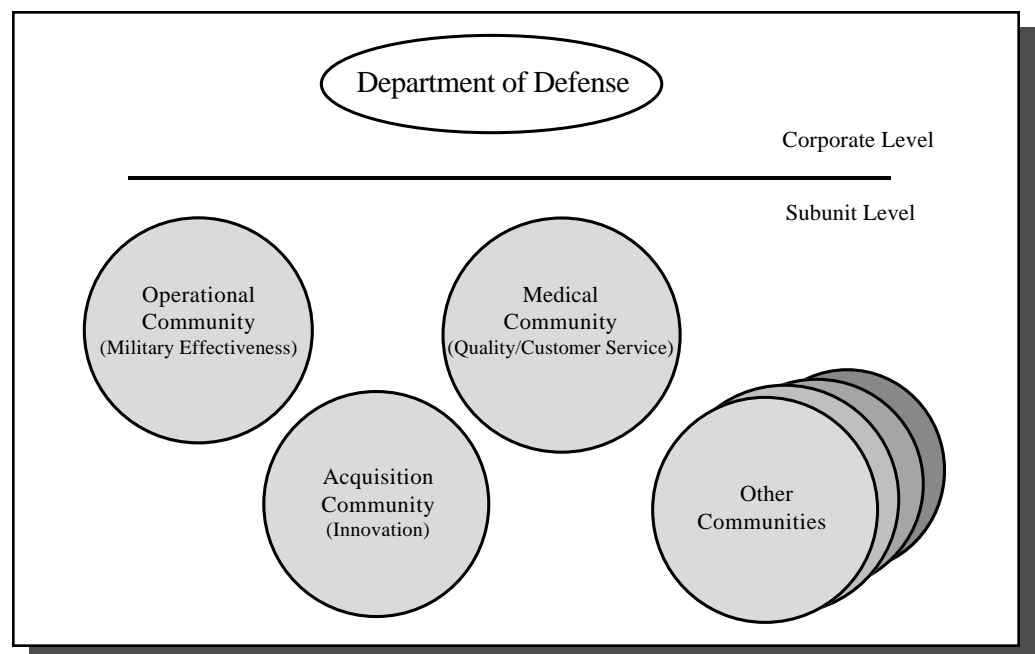 Department of Defense
Corporate Level
Subunit Level
Operational
Community
(Military Effectiveness)
Medical
Community
(Quality/Customer Service)
Acquisition
Community
(Innovation)
Other
Communities